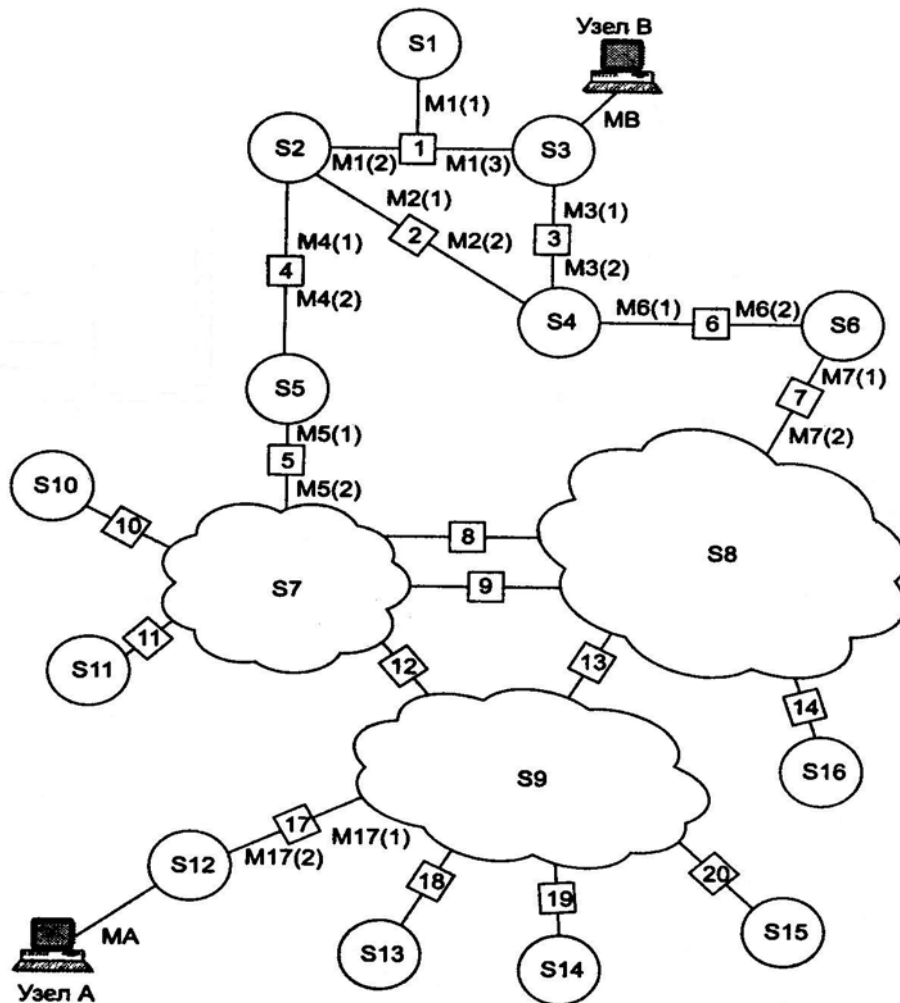 S1
Узел В
M1(1)
MB
S2
M1(2)
1
M1(3)
S3
M2(1)
M3(1)
2
M2(2)
3
M4(1)
M3(2)
4
M4(2)
S4
M6(1)
6
M6(2)
S6
M7(1)
S5
7
M5(1)
M7(2)
5
M5(2)
S10
10
8
S8
S7
9
11
S11
12
13
14
S16
S9
17
M17(1)
S12
M17(2)
18
19
20
MA
S13
S14
S15
Узел А